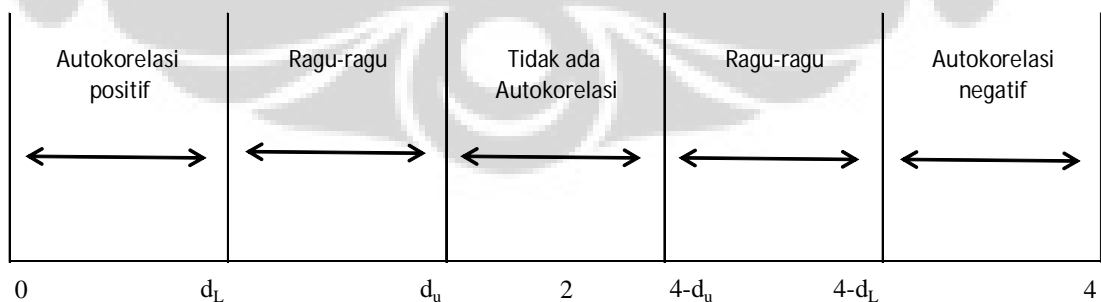 Autokorelasi
positif
Ragu-ragu
Tidak ada
Autokorelasi
Ragu-ragu
Autokorelasi
negatif
0 dL du 2 4-du 4-dL 4